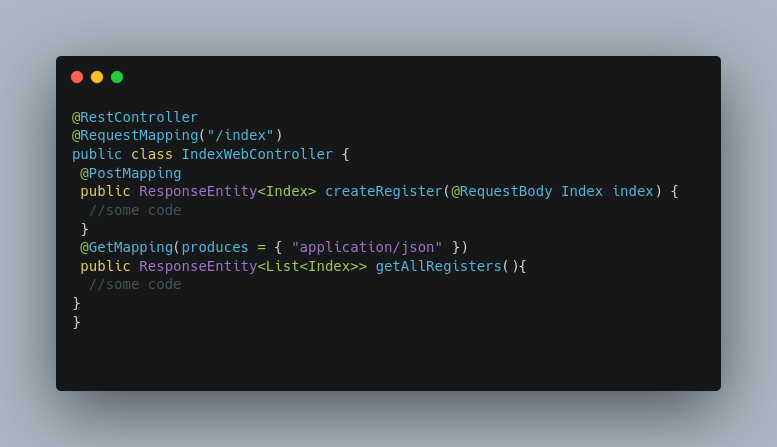 @RestController
@RequestMapping("/index")
public class IndexWebController {
 @PostMapping
 public ResponseEntity<Index> createRegister(@RequestBody Index index) {
  //some code
 }
 @GetMapping(produces = { "application/json" })
 public ResponseEntity<List<Index>> getAllRegisters(){
  //some code
}
}